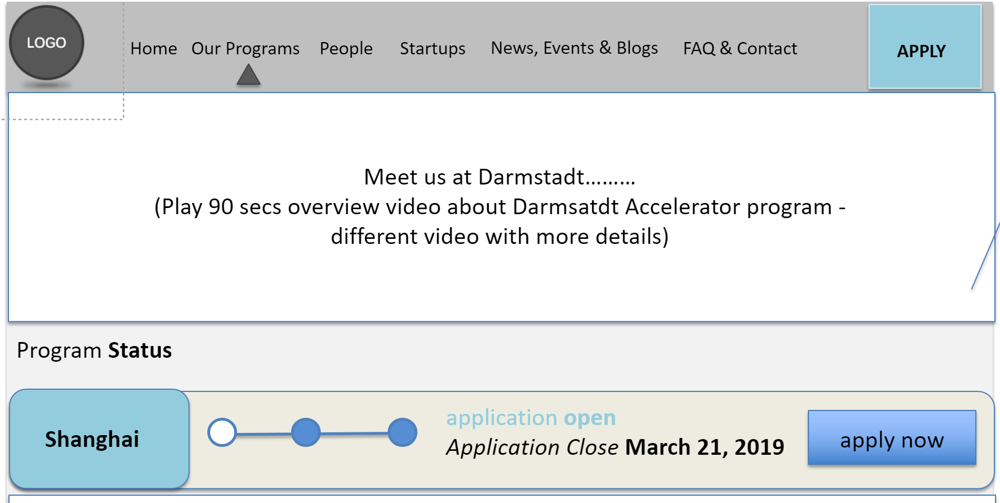 LOGO
Home Our Programs People Startups News, Events & Blogs FAQ & Contact
APPLY
Meet us at Darmstadt.........
(Play 90 secs overview video about Darmsatdt Accelerator program -
different video with more details)
Program Status
Shanghai
application open
Application Close March 21, 2019
apply now